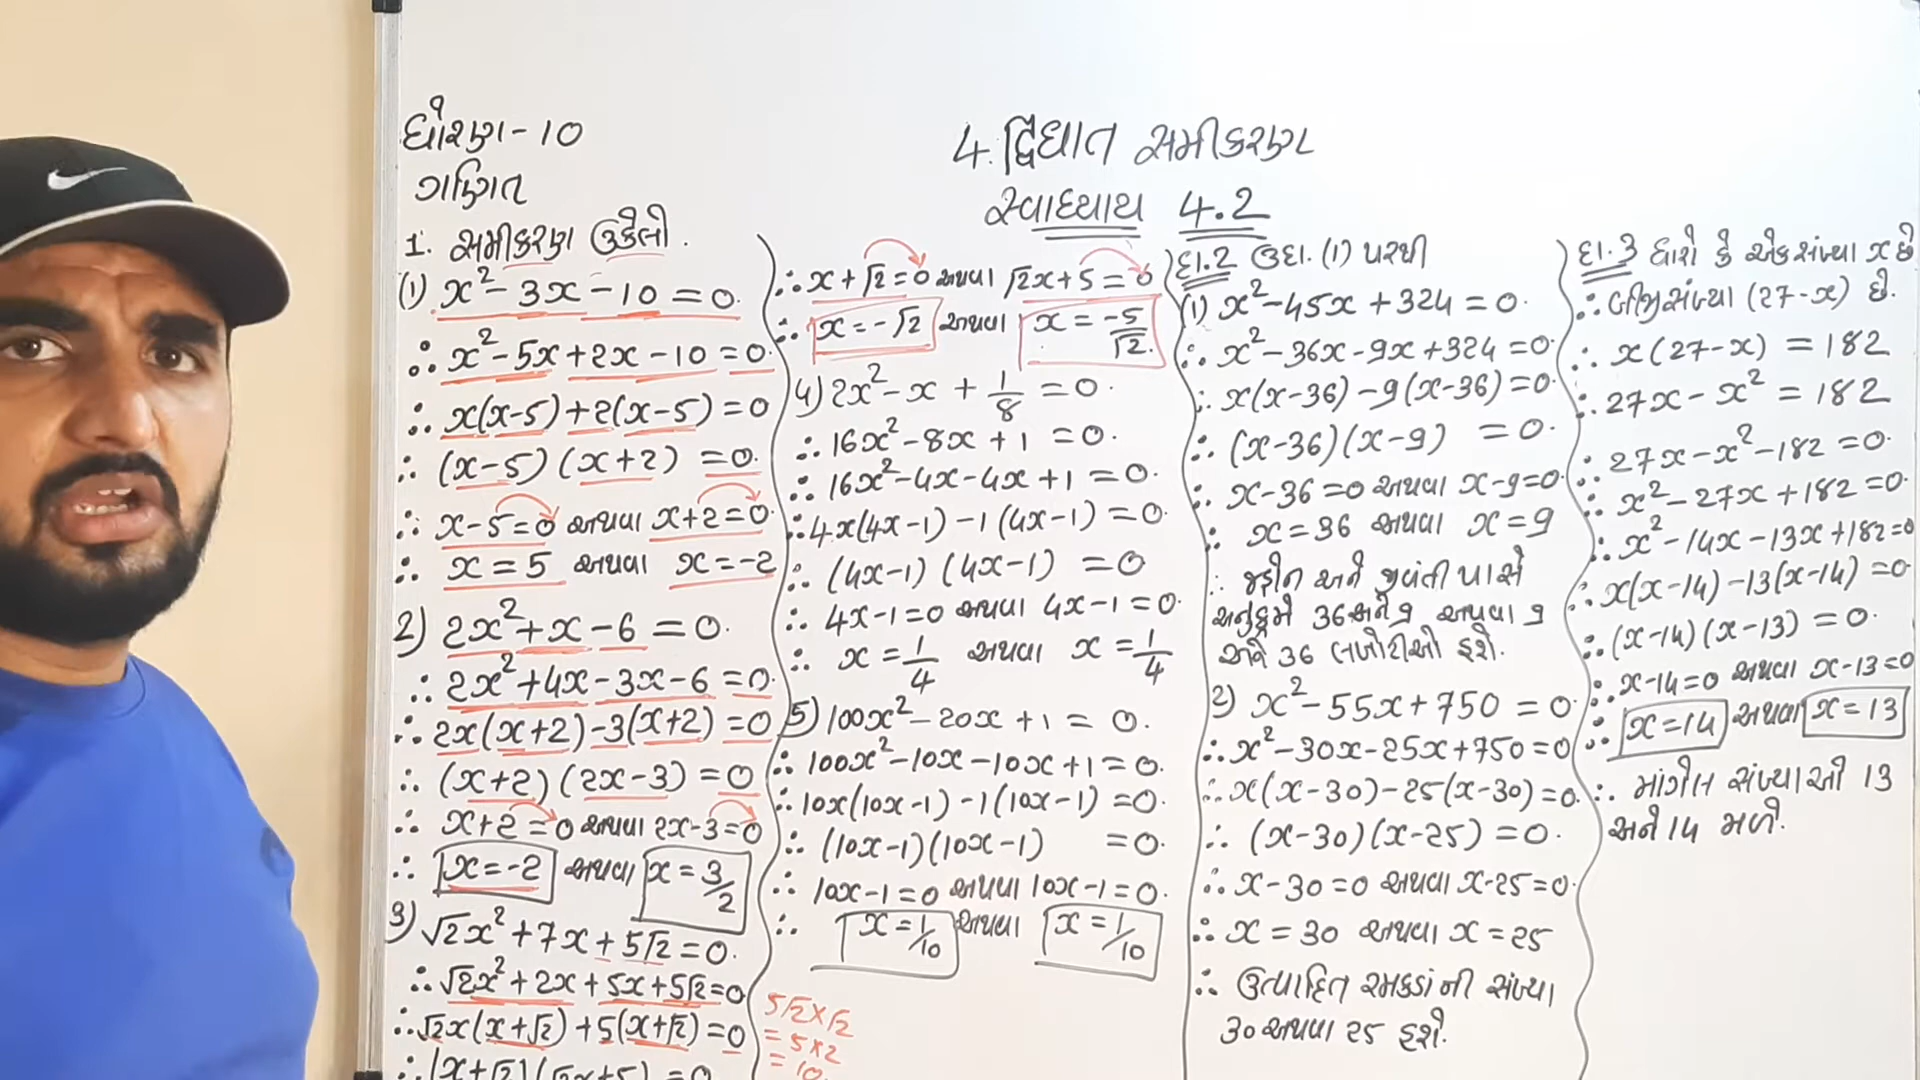 ધોરણ-10
ગણિત
4. દ્વિઘાત સમીકરણ
સ્વાધ્યાય 4.2
1. સમીકરણ ઉકેલો.
(1) x²-3x-10=0.
∴ x²-5x+2x-10=0.
∴ x(x-5)+2(x-5)=0
∴ (x-5)(x+2)=0.
∴ x-5=0 અથવા x+2=0.
∴ x=5 અથવા x=-2
2) 2x²+x-6=0.
∴ 2x²+4x-3x-6=0.
∴ 2x(x+2)-3(x+2)=0
∴ (x+2)(2x-3)=0
∴ x+2=0 અથવા 2x-3=0
∴ x=-2 અથવા x=3/2
3) √2x²+7x+5√2=0.
∴ √2x²+2x+5x+5√2=0
∴ √2x(x+√2)+5(x+√2)=0
∴ (x+√2)(√2x+5)=0
∴ x+√2=0 અથવા √2x+5=0
∴ x=-√2 અથવા x=-5/√2.
4) 2x²-x+1/8=0.
∴ 16x²-8x+1=0.
∴ 16x²-4x-4x+1=0.
∴ 4x(4x-1)-1(4x-1)=0.
∴ (4x-1)(4x-1)=0
∴ 4x-1=0 અથવા 4x-1=0.
∴ x=1/4 અથવા x=1/4
5) 100x²-20x+1=0.
∴ 100x²-10x-10x+1=0.
∴ 10x(10x-1)-1(10x-1)=0.
∴ (10x-1)(10x-1)=0.
∴ 10x-1=0 અથવા 10x-1=0.
∴ x=1/10 અથવા x=1/10
5√2×√2
=5×2
=10.
દા.2 ઉદા.(1) પરથી
(1) x²-45x+324=0.
∴ x²-36x-9x+324=0.
∴ x(x-36)-9(x-36)=0.
∴ (x-36)(x-9)=0.
∴ x-36=0 અથવા x-9=0.
∴ x=36 અથવા x=9
∴ જહોન અને જીવંતી પાસે
અનુક્રમે 36 અને 9 અથવા 9
અને 36 લખોટીઓ હશે.
2) x²-55x+750=0.
∴ x²-30x-25x+750=0
∴ x(x-30)-25(x-30)=0.
∴ (x-30)(x-25)=0.
∴ x-30=0 અથવા x-25=0.
∴ x=30 અથવા x=25
∴ ઉત્પાદિત રમકડાંની સંખ્યા
30 અથવા 25 હશે.
દા.3 ધારો કે એક સંખ્યા x છે
∴ બીજી સંખ્યા (27-x) છે.
∴ x(27-x)=182
∴ 27x-x²=182
∴ 27x-x²-182=0.
∴ x²-27x+182=0.
∴ x²-14x-13x+182=0
∴ x(x-14)-13(x-14)=0
∴ (x-14)(x-13)=0.
∴ x-14=0 અથવા x-13=0
∴ x=14 અથવા x=13
∴ માંગેલ સંખ્યાઓ 13
અને 14 મળે.